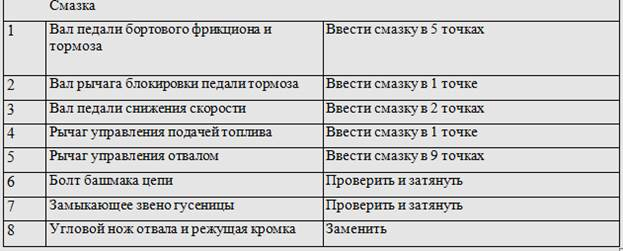 Смазка
1 Вал педали бортового фрикциона и Ввести смазку в 5 точках
тормоза
2 Вал рычага блокировки педали тормоза Ввести смазку в 1 точке
3 Вал педали снижения скорости Ввести смазку в 2 точках
4 Рычаг управления подачей топлива Ввести смазку в 1 точке
5 Рычаг управления отвалом Ввести смазку в 9 точках
6 Болт башмака цепи Проверить и затянуть
7 Замыкающее звено гусеницы Проверить и затянуть
8 Угловой нож отвала и режущая кромка Заменить